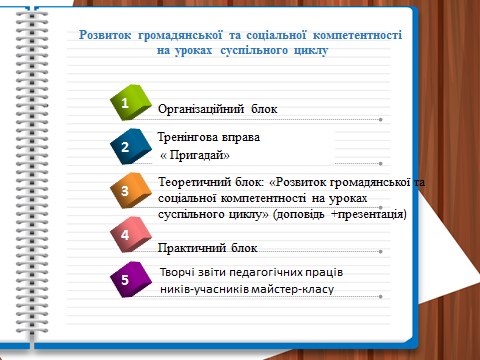 Розвиток громадянської та соціальної компетентності
на уроках суспільного циклу
1
Організаційний блок
2
Тренінгова вправа
« Пригадай»
3
Теоретичний блок: «Розвиток громадянської та
соціальної компетентності на уроках
суспільного циклу» (доповідь +презентація)
4
Практичний блок
5
Творчі звіти педагогічних праців
ників-учасників майстер-класу